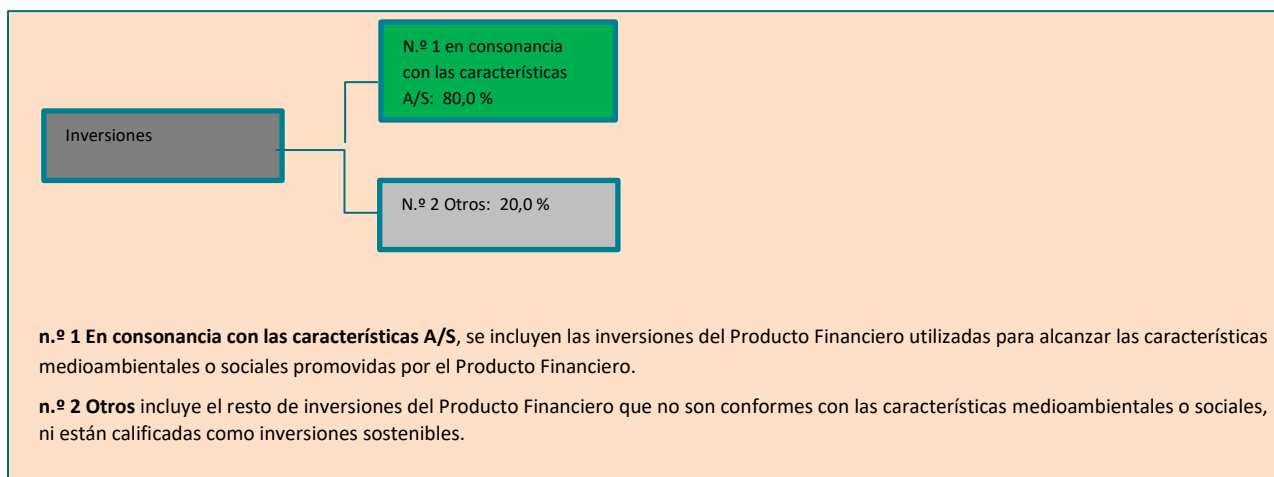 N.º 1 en consonancia
con las características
A/S: 80,0 %
Inversiones
N.º 2 Otros: 20,0 %
n.º 1 En consonancia con las características A/S, se incluyen las inversiones del Producto Financiero utilizadas para alcanzar las características
medioambientales o sociales promovidas por el Producto Financiero.
n.º 2 Otros incluye el resto de inversiones del Producto Financiero que no son conformes con las características medioambientales o sociales,
ni están calificadas como inversiones sostenibles.